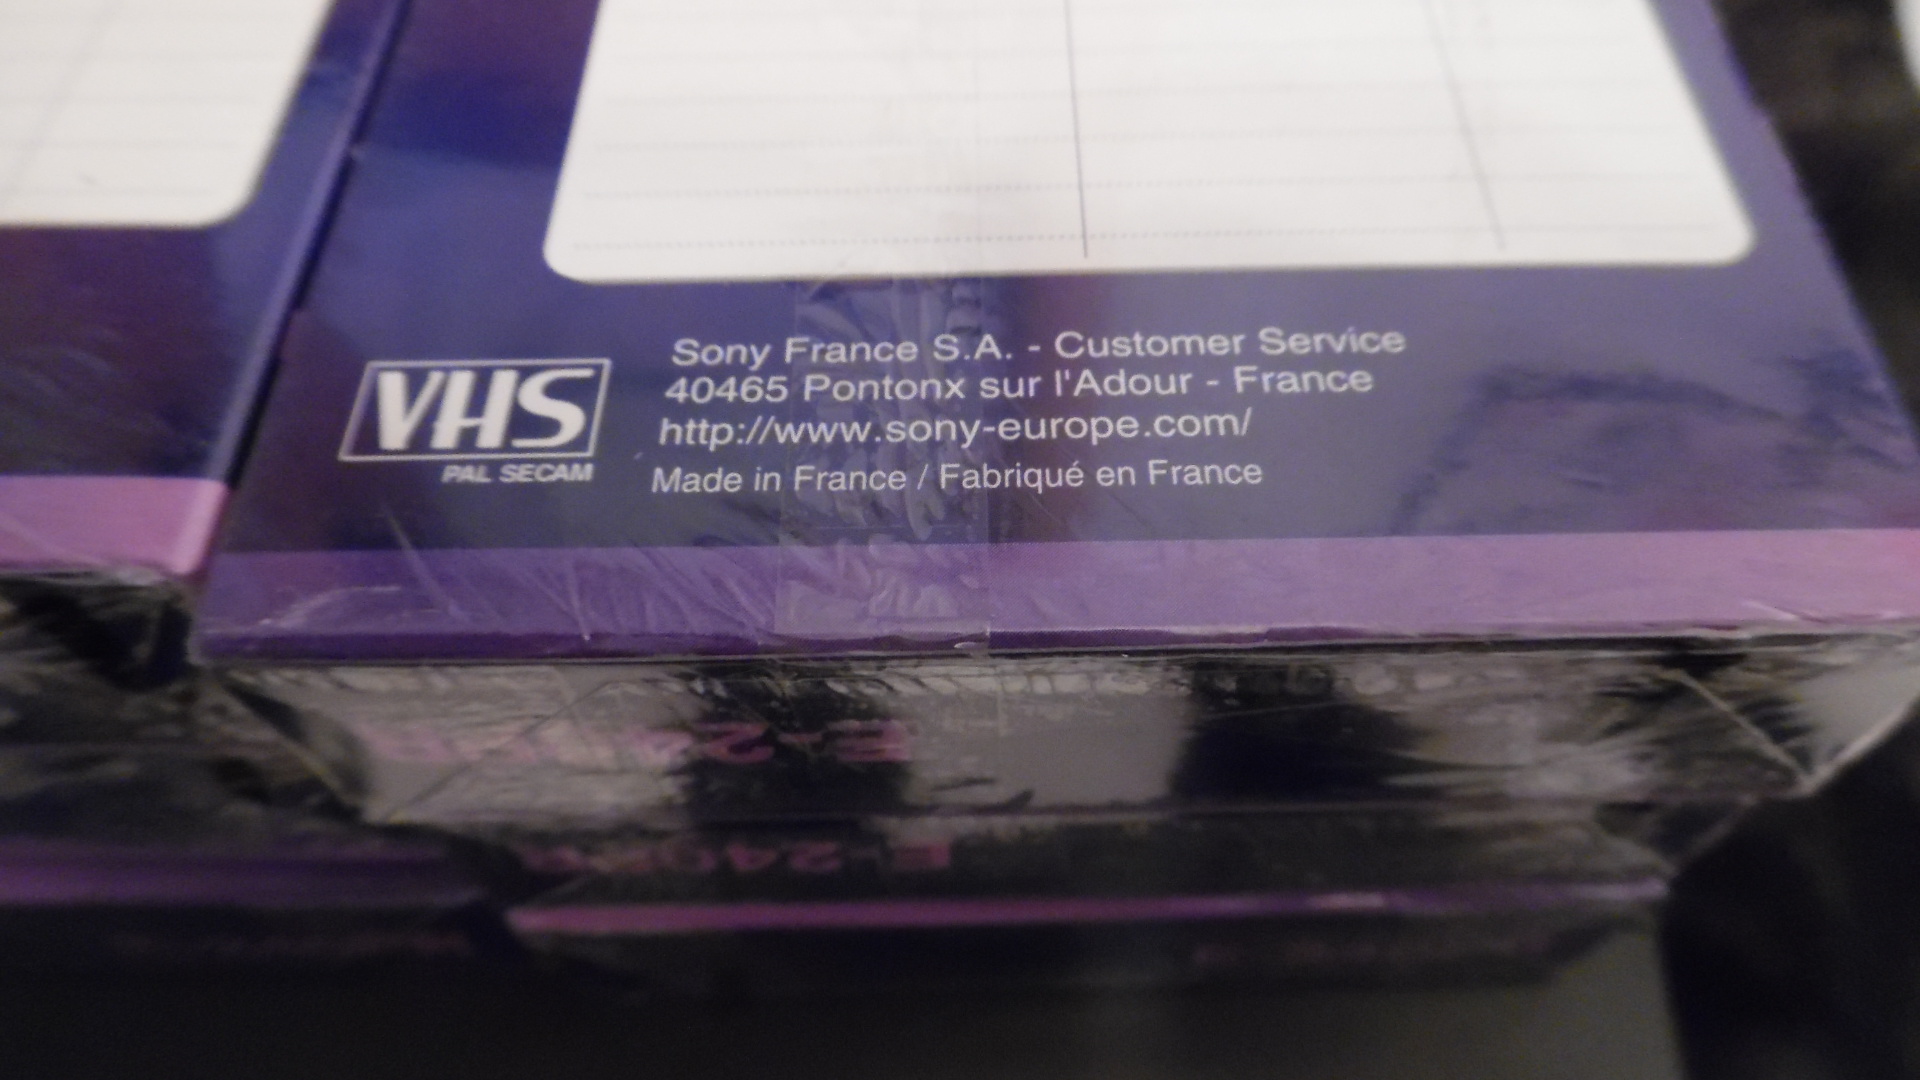 VHS
PAL SECAM
Sony France S.A. - Customer Service
40465 Pontonx sur l'Adour - France
http://www.sony-europe.com/
Made in France / Fabriqué en France